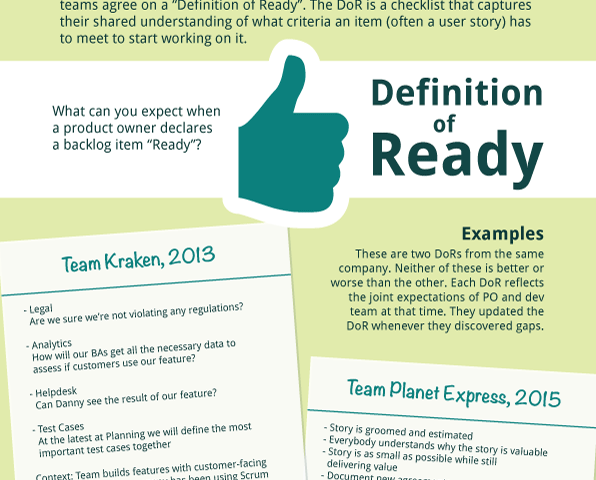 teams agree on a “Definition of Ready”. The DoR is a checklist that captures
their shared understanding of what criteria an item (often a user story) has
to meet to start working on it.
What can you expect when
a product owner declares
a backlog item “Ready”?
Definition
of
Ready
Examples
These are two DoRs from the same
company. Neither of these is better or
worse than the other. Each DoR reflects
the joint expectations of PO and dev
team at that time. They updated the
DoR whenever they discovered gaps.
Team Kraken, 2013
- Legal
Are we sure we're not violating any regulations?
- Analytics
How will our BAs get all the necessary data to
assess if customers use our feature?
- Helpdesk
Can Danny see the result of our feature?
- Test Cases
At the latest at Planning we will define the most
important test cases together
Context: Team builds features with customer-facing
has been using Scrum
Team Planet Express, 2015
- Story is groomed and estimated
- Everybody understands why the story is valuable
- Story is as small as possible while still
delivering value
- Document new